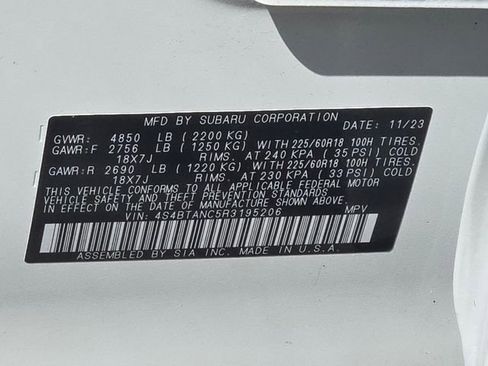 MFD BY SUBARU CORPORATION
DATE: 11/23
GVWR: 4850 LB (2200 KG)
GAWR:F 2756 LB (1250 KG) WITH 225/60R18 100H TIRES.
18X7J RIMS. AT 240 KPA (35 PSI) COLD
GAWR:R 2690 LB (1220 KG) WITH 225/60R18 100H TIRES.
18X7J RIMS. AT 230 KPA (33 PSI) COLD
THIS VEHICLE CONFORMS TO ALL APPLICABLE FEDERAL MOTOR
VEHICLE SAFETY AND THEFT PREVENTION STANDARDS
IN EFFECT ON THE DATE OF MANUFACTURE SHOWN ABOVE.
VIN: 4S4BTANC5R3195206 MPV
ASSEMBLED BY SIA INC. MADE IN U.S.A.